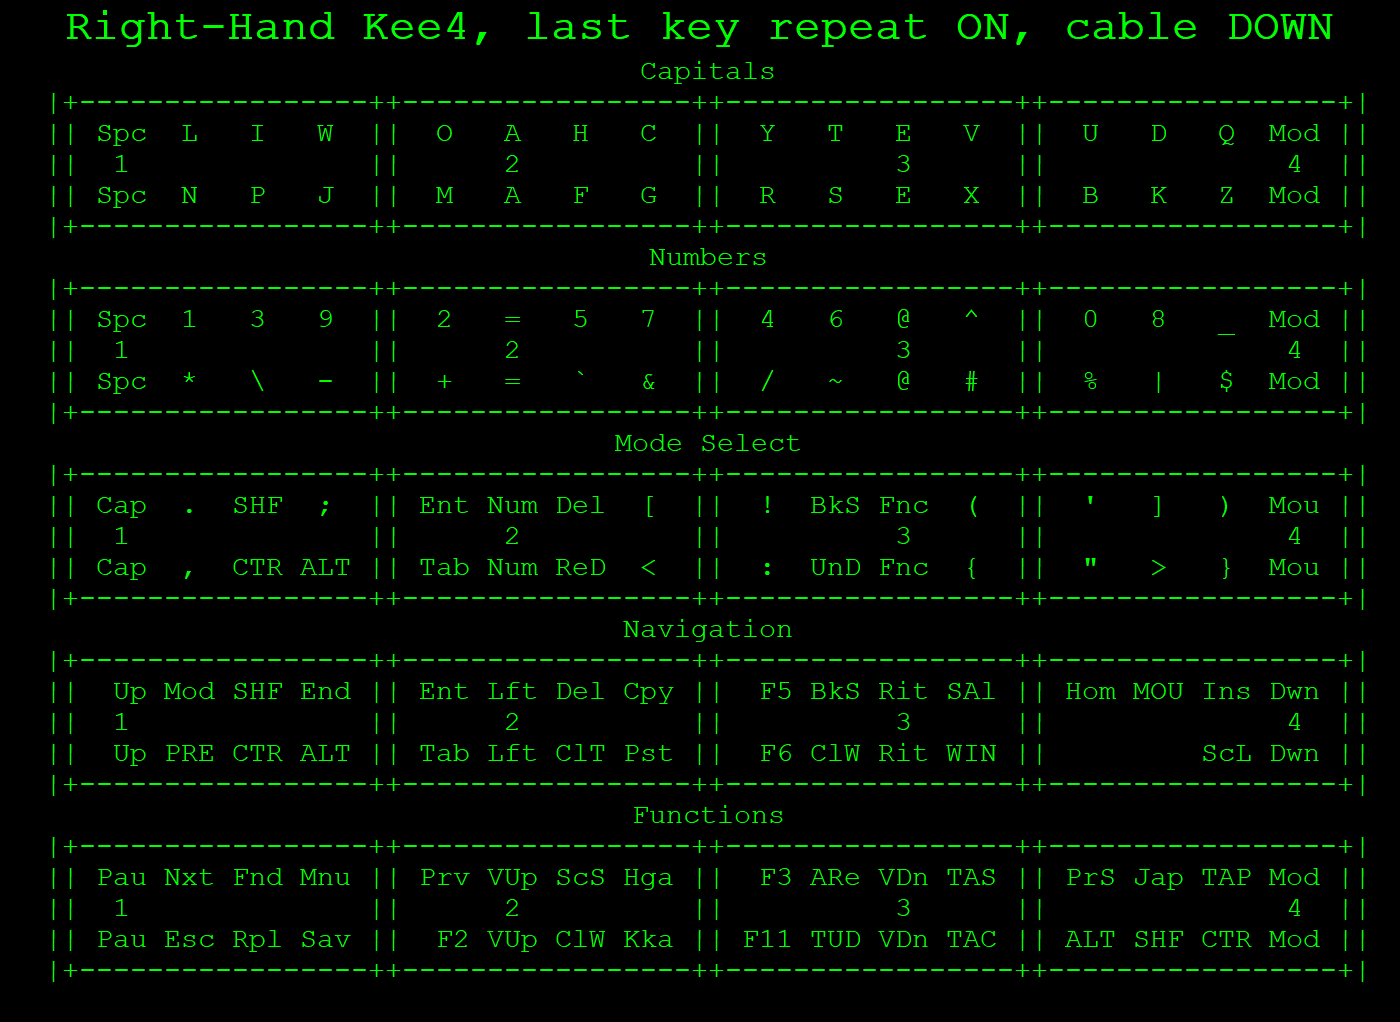 Right-Hand Kee4, last key repeat ON, cable DOWN
Capitals
|+-----------------++-----------------++-----------------++-----------------+|
|| Spc  L   I   W  ||  O   A   H   C  ||  Y   T   E   V  ||  U   D   Q  Mod ||
||  1              ||      2          ||          3      ||              4  ||
|| Spc  N   P   J  ||  M   A   F   G  ||  R   S   E   X  ||  B   K   Z  Mod ||
|+-----------------++-----------------++-----------------++-----------------+|
Numbers
|+-----------------++-----------------++-----------------++-----------------+|
|| Spc  1   3   9  ||  2   =   5   7  ||  4   6   @   ^  ||  0   8   _  Mod ||
||  1              ||      2          ||          3      ||              4  ||
|| Spc  *   \   -  ||  +   =   `   &  ||  /   ~   @   #  ||  %   |   $  Mod ||
|+-----------------++-----------------++-----------------++-----------------+|
Mode Select
|+-----------------++-----------------++-----------------++-----------------+|
|| Cap  .  SHF  ;  || Ent Num Del  [  ||  !  BkS Fnc  (  ||  '   ]   )  Mou ||
||  1              ||      2          ||          3      ||              4  ||
|| Cap  ,  CTR ALT || Tab Num ReD  <  ||  :  UnD Fnc  {  ||  "   >   }  Mou ||
|+-----------------++-----------------++-----------------++-----------------+|
Navigation
|+-----------------++-----------------++-----------------++-----------------+|
||  Up Mod SHF End || Ent Lft Del Cpy ||  F5 BkS Rit SAl || Hom MOU Ins Dwn ||
||  1              ||      2          ||          3      ||              4  ||
||  Up PRE CTR ALT || Tab Lft ClT Pst ||  F6 ClW Rit WIN ||         ScL Dwn ||
|+-----------------++-----------------++-----------------++-----------------+|
Functions
|+-----------------++-----------------++-----------------++-----------------+|
|| Pau Nxt Fnd Mnu || Prv VUp ScS Hga ||  F3 ARe VDn TAS || PrS Jap TAP Mod ||
||  1              ||      2          ||          3      ||              4  ||
|| Pau Esc Rpl Sav ||  F2 VUp ClW Kka || F11 TUD VDn TAC || ALT SHF CTR Mod ||
|+-----------------++-----------------++-----------------++-----------------+|